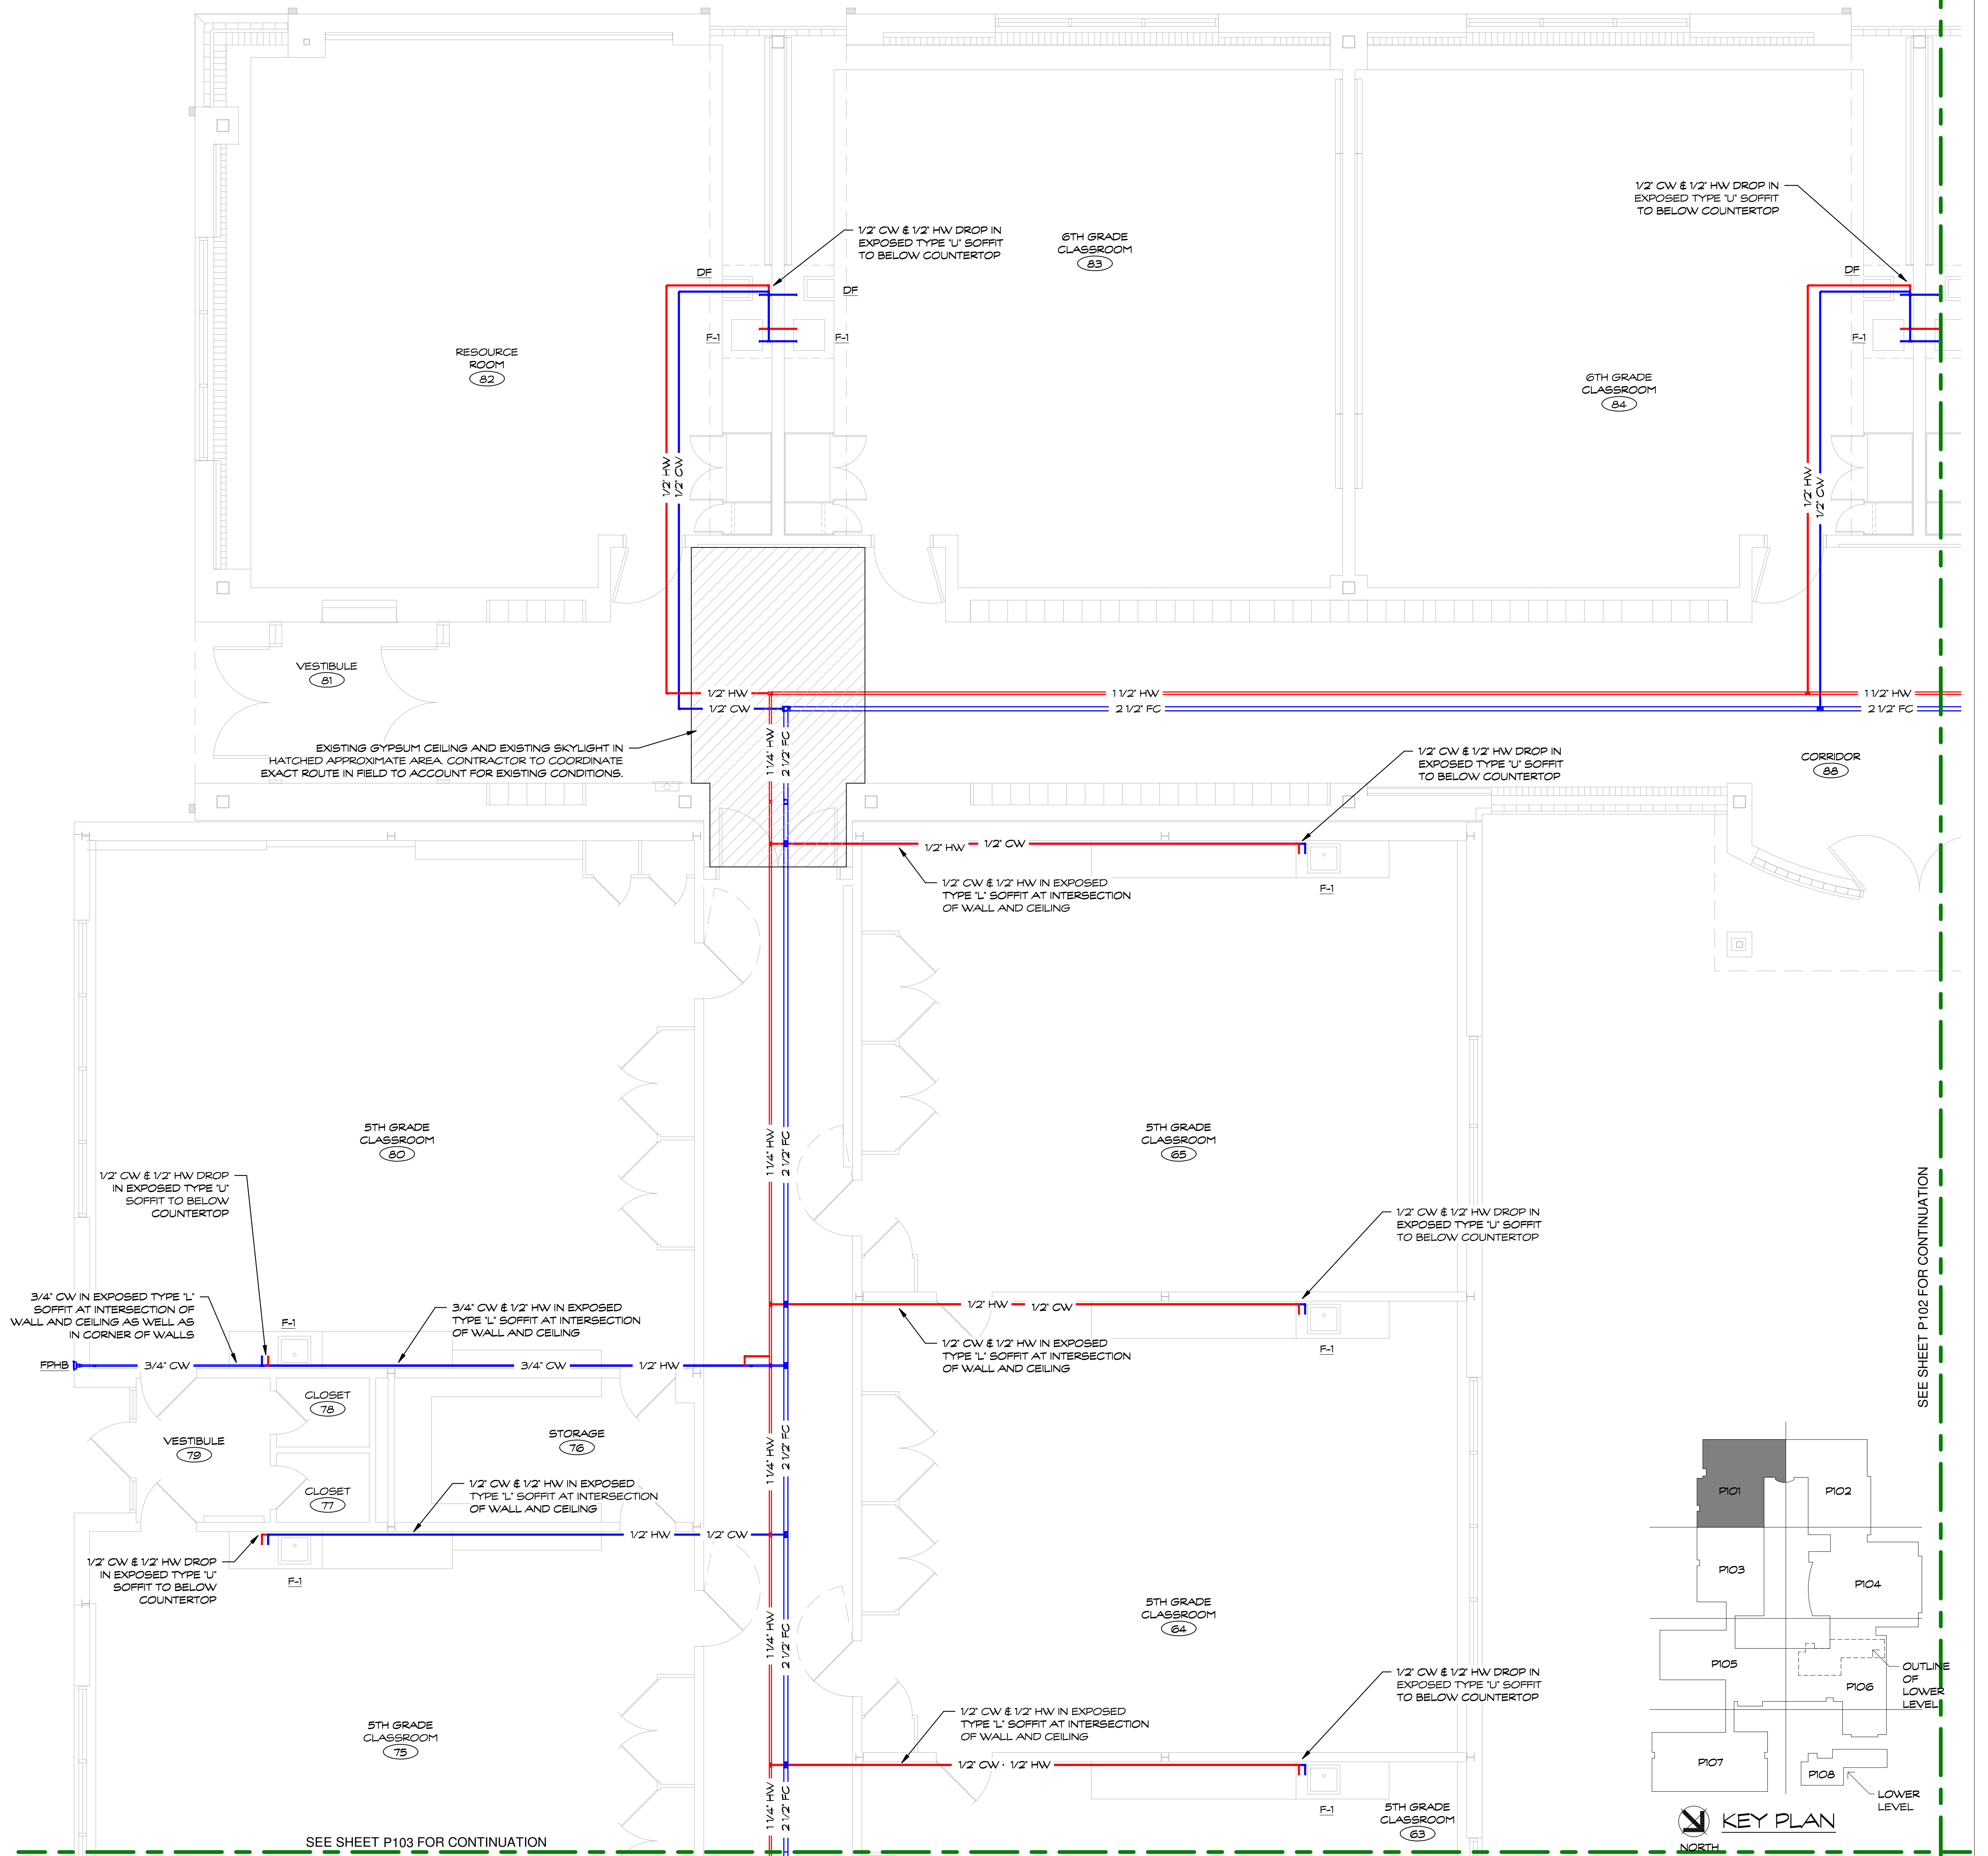 1/2" CW & 1/2" HW DROP IN
EXPOSED TYPE "U" SOFFIT
TO BELOW COUNTERTOP
1/2" CW & 1/2" HW DROP IN
EXPOSED TYPE "U" SOFFIT
TO BELOW COUNTERTOP
6TH GRADE
CLASSROOM
83
DF
DF
DF
F-1
F-1
F-1
RESOURCE
ROOM
82
6TH GRADE
CLASSROOM
84
1/2" HW
1/2" CW
1/2" HW
1/2" CW
VESTIBULE
81
1/2" HW
1/2" CW
1 1/2" HW
2 1/2" FC
1 1/2" HW
2 1/2" FC
1 1/4" HW
2 1/2" FC
EXISTING GYPSUM CEILING AND EXISTING SKYLIGHT IN
HATCHED APPROXIMATE AREA. CONTRACTOR TO COORDINATE
EXACT ROUTE IN FIELD TO ACCOUNT FOR EXISTING CONDITIONS.
1/2" CW & 1/2" HW DROP IN
EXPOSED TYPE "U" SOFFIT
TO BELOW COUNTERTOP
CORRIDOR
88
1/2" HW
1/2" CW
1/2" CW & 1/2" HW IN EXPOSED
TYPE "L" SOFFIT AT INTERSECTION
OF WALL AND CEILING
F-1
5TH GRADE
CLASSROOM
80
1 1/4" HW
2 1/2" FC
5TH GRADE
CLASSROOM
65
1/2" CW & 1/2" HW DROP
IN EXPOSED TYPE "U"
SOFFIT TO BELOW
COUNTERTOP
1/2" CW & 1/2" HW DROP IN
EXPOSED TYPE "U" SOFFIT
TO BELOW COUNTERTOP
SEE SHEET P102 FOR CONTINUATION
3/4" CW IN EXPOSED TYPE "L"
SOFFIT AT INTERSECTION OF
WALL AND CEILING AS WELL AS
IN CORNER OF WALLS
F-1
3/4" CW & 1/2" HW IN EXPOSED
TYPE "L" SOFFIT AT INTERSECTION
OF WALL AND CEILING
1/2" HW
1/2" CW
1/2" CW & 1/2" HW IN EXPOSED
TYPE "L" SOFFIT AT INTERSECTION
OF WALL AND CEILING
F-1
FPHB
3/4" CW
3/4" CW
1/2" HW
CLOSET
78
VESTIBULE
79
STORAGE
76
1 1/4" HW
2 1/2" FC
CLOSET
77
1/2" CW & 1/2" HW IN EXPOSED
TYPE "L" SOFFIT AT INTERSECTION
OF WALL AND CEILING
1/2" HW
1/2" CW
1/2" CW & 1/2" HW DROP
IN EXPOSED TYPE "U"
SOFFIT TO BELOW
COUNTERTOP
F-1
1 1/4" HW
2 1/2" FC
5TH GRADE
CLASSROOM
64
5TH GRADE
CLASSROOM
75
1/2" CW & 1/2" HW IN EXPOSED
TYPE "L" SOFFIT AT INTERSECTION
OF WALL AND CEILING
1/2" CW & 1/2" HW DROP IN
EXPOSED TYPE "U" SOFFIT
TO BELOW COUNTERTOP
1/2" CW
1/2" HW
1 1/4" HW
2 1/2" FC
F-1
5TH GRADE
CLASSROOM
63
SEE SHEET P103 FOR CONTINUATION
P101
P102
P103
P104
P105
P106
P107
P108
OUTLINE
OF
LOWER
LEVEL
LOWER
LEVEL
KEY PLAN
NORTH